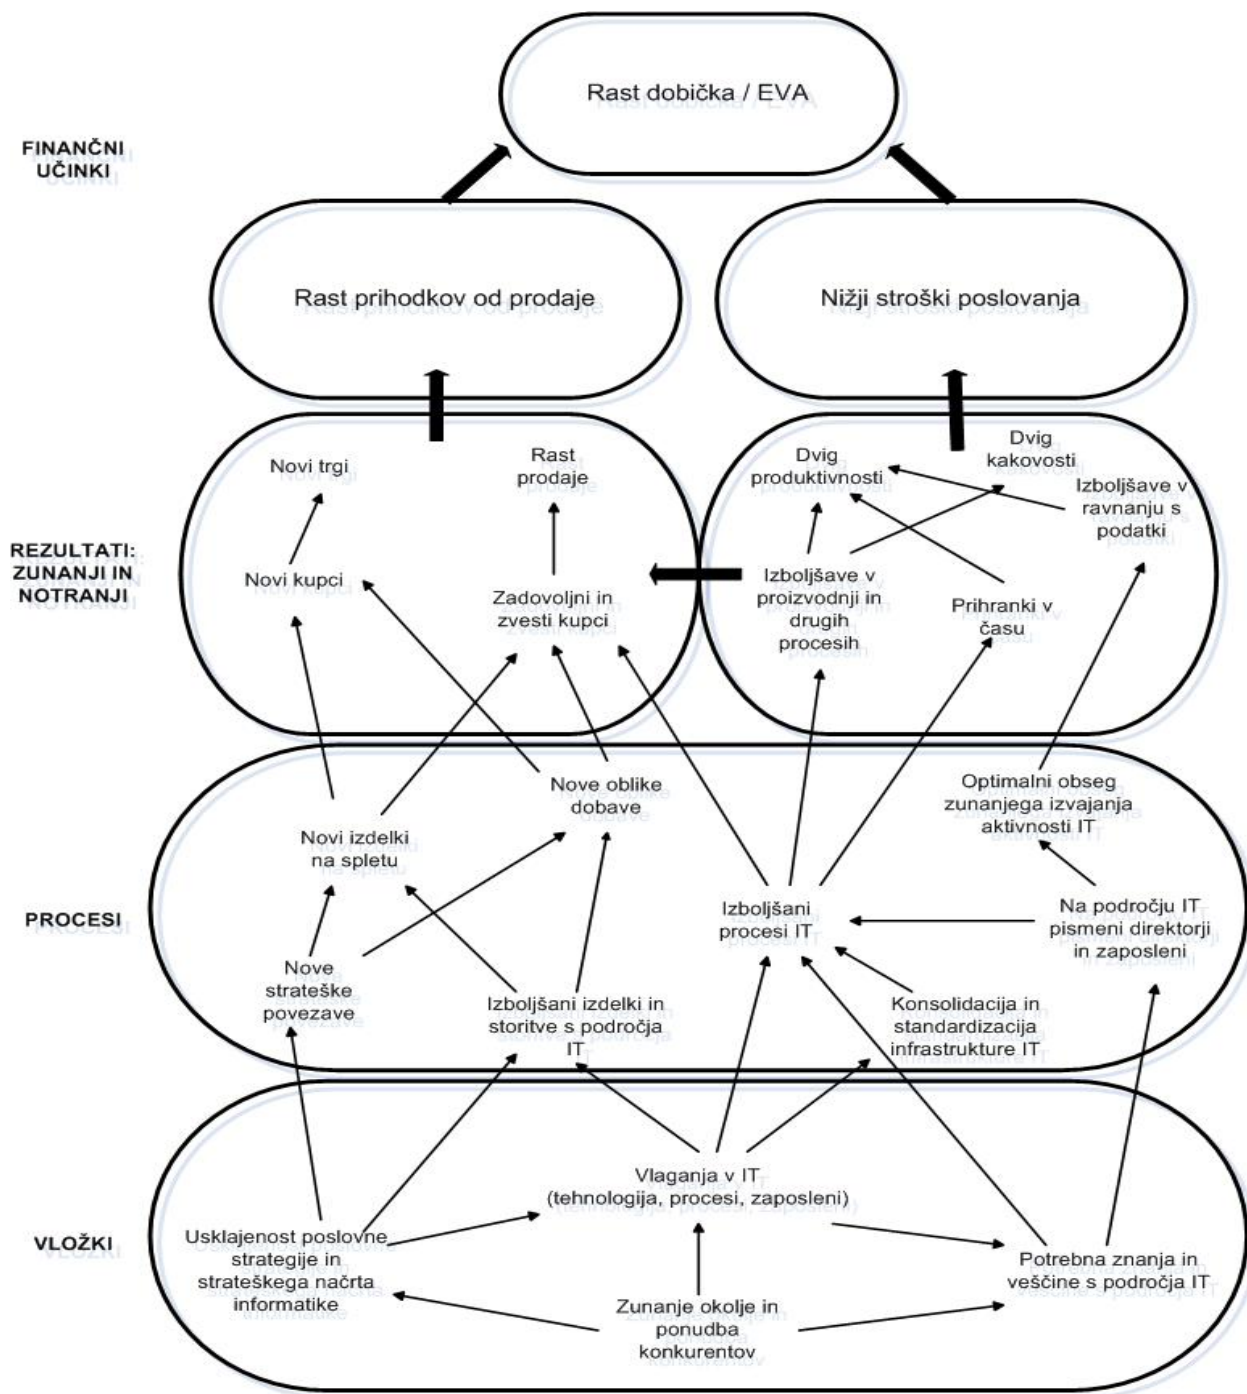 Rast dobička / EVA
FINANČNI
UČINKI
Rast prihodkov od prodaje
Nižji stroški poslovanja
REZULTATI:
ZUNANJI IN
NOTRANJI
Novi trgi
Rast
prodaje
Novi kupci
Zadovoljni in
zvesti kupci
Dvig
produktivnosti
Dvig
kakovosti
Izboljšave v
ravnanju s
podatki
Izboljšave v
proizvodnji in
drugih
procesih
Prihranki v
času
PROCESI
Nove oblike
dobave
Novi izdelki
na spletu
Optimalni obseg
zunanjega izvajanja
aktivnosti IT
Izboljšani
procesi IT
Na področju IT
pismeni direktorji
in zaposleni
Nove
strateške
povezave
Izboljšani izdelki in
storitve s področja
IT
Konsolidacija in
standardizacija
infrastrukture IT
VLOŽKI
Vlaganja v IT
(tehnologija, procesi, zaposleni)
Usklajenost poslovne
strategije in
strateškega načrta
informatike
Potrebna znanja in
veščine s področja IT
Zunanje okolje in
ponudba
konkurentov